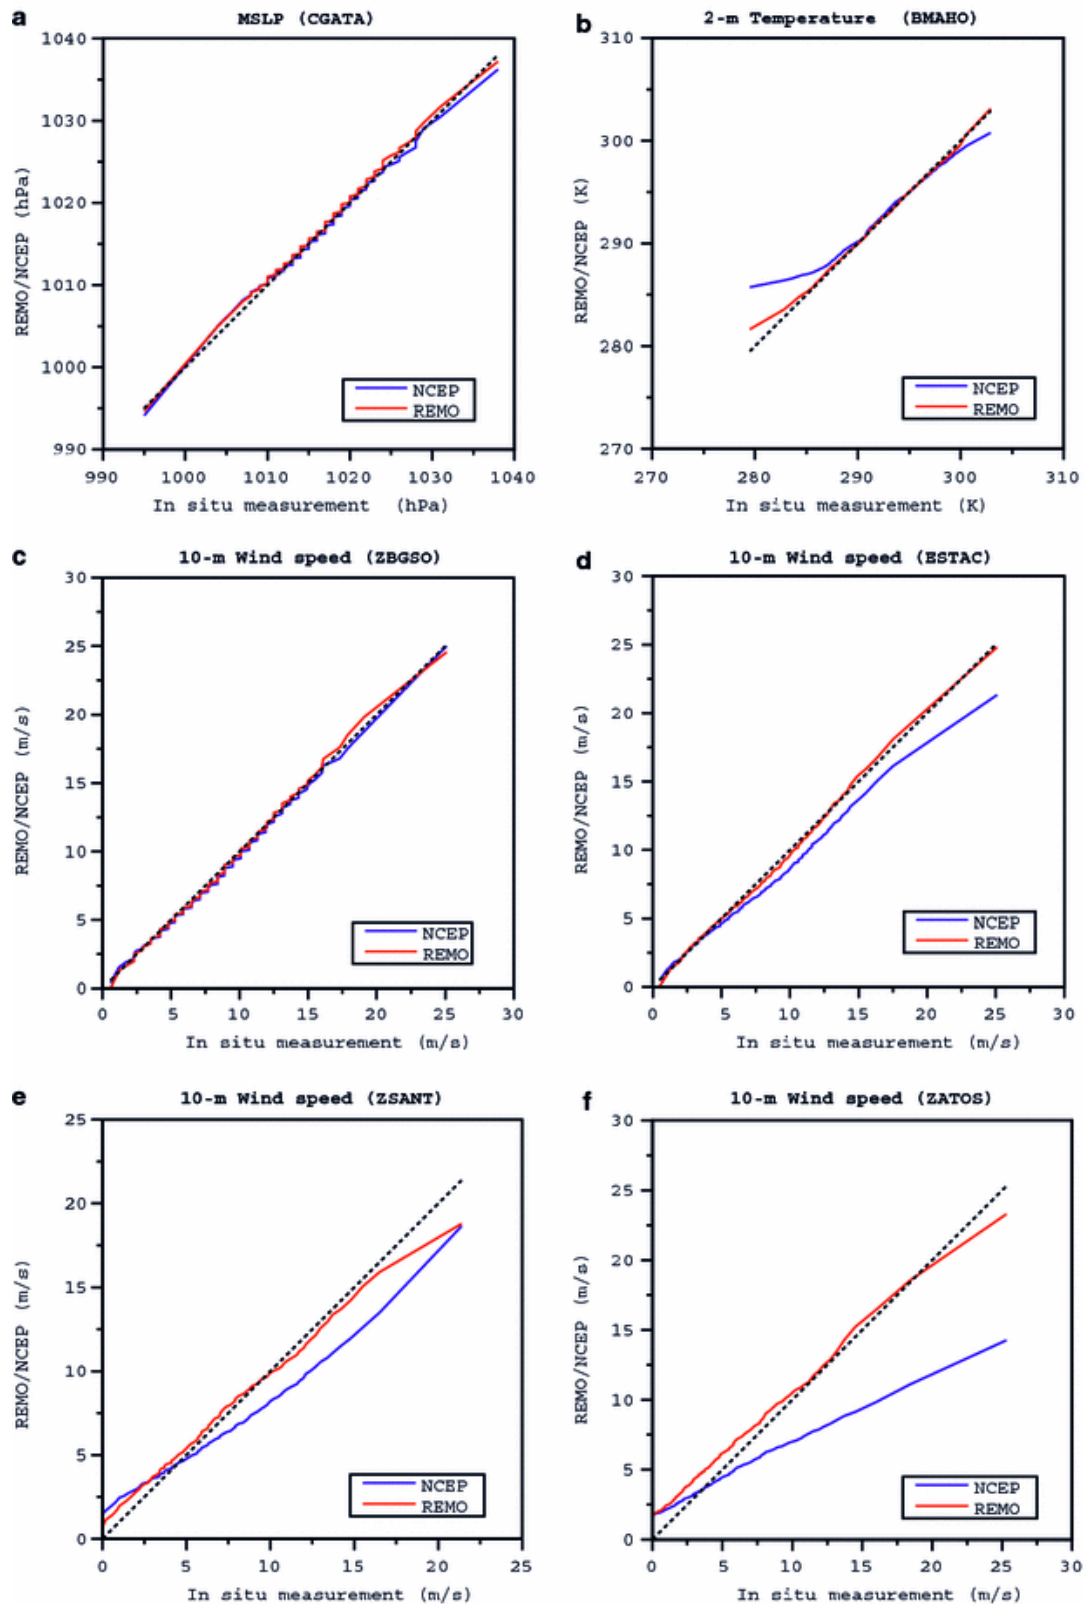 a
MSLP (CGATA)
1040
1030
1020
1010
1000
990
REMO/NCEP (hPa)
NCEP
REMO
990 1000 1010 1020 1030 1040
In situ measurement (hPa)
b
2-m Temperature (BMAHO)
310
300
290
280
270
REMO/NCEP (K)
NCEP
REMO
270 280 290 300 310
In situ measurement (K)
c
10-m Wind speed (ZBGSO)
30
25
20
15
10
5
0
REMO/NCEP (m/s)
NCEP
REMO
0 5 10 15 20 25 30
In situ measurement (m/s)
d
10-m Wind speed (ESTAC)
30
25
20
15
10
5
0
REMO/NCEP (m/s)
NCEP
REMO
0 5 10 15 20 25 30
In situ measurement (m/s)
e
10-m Wind speed (ZSANT)
25
20
15
10
5
0
REMO/NCEP (m/s)
NCEP
REMO
0 5 10 15 20 25
In situ measurement (m/s)
f
10-m Wind speed (ZATOS)
30
25
20
15
10
5
0
REMO/NCEP (m/s)
NCEP
REMO
0 5 10 15 20 25 30
In situ measurement (m/s)